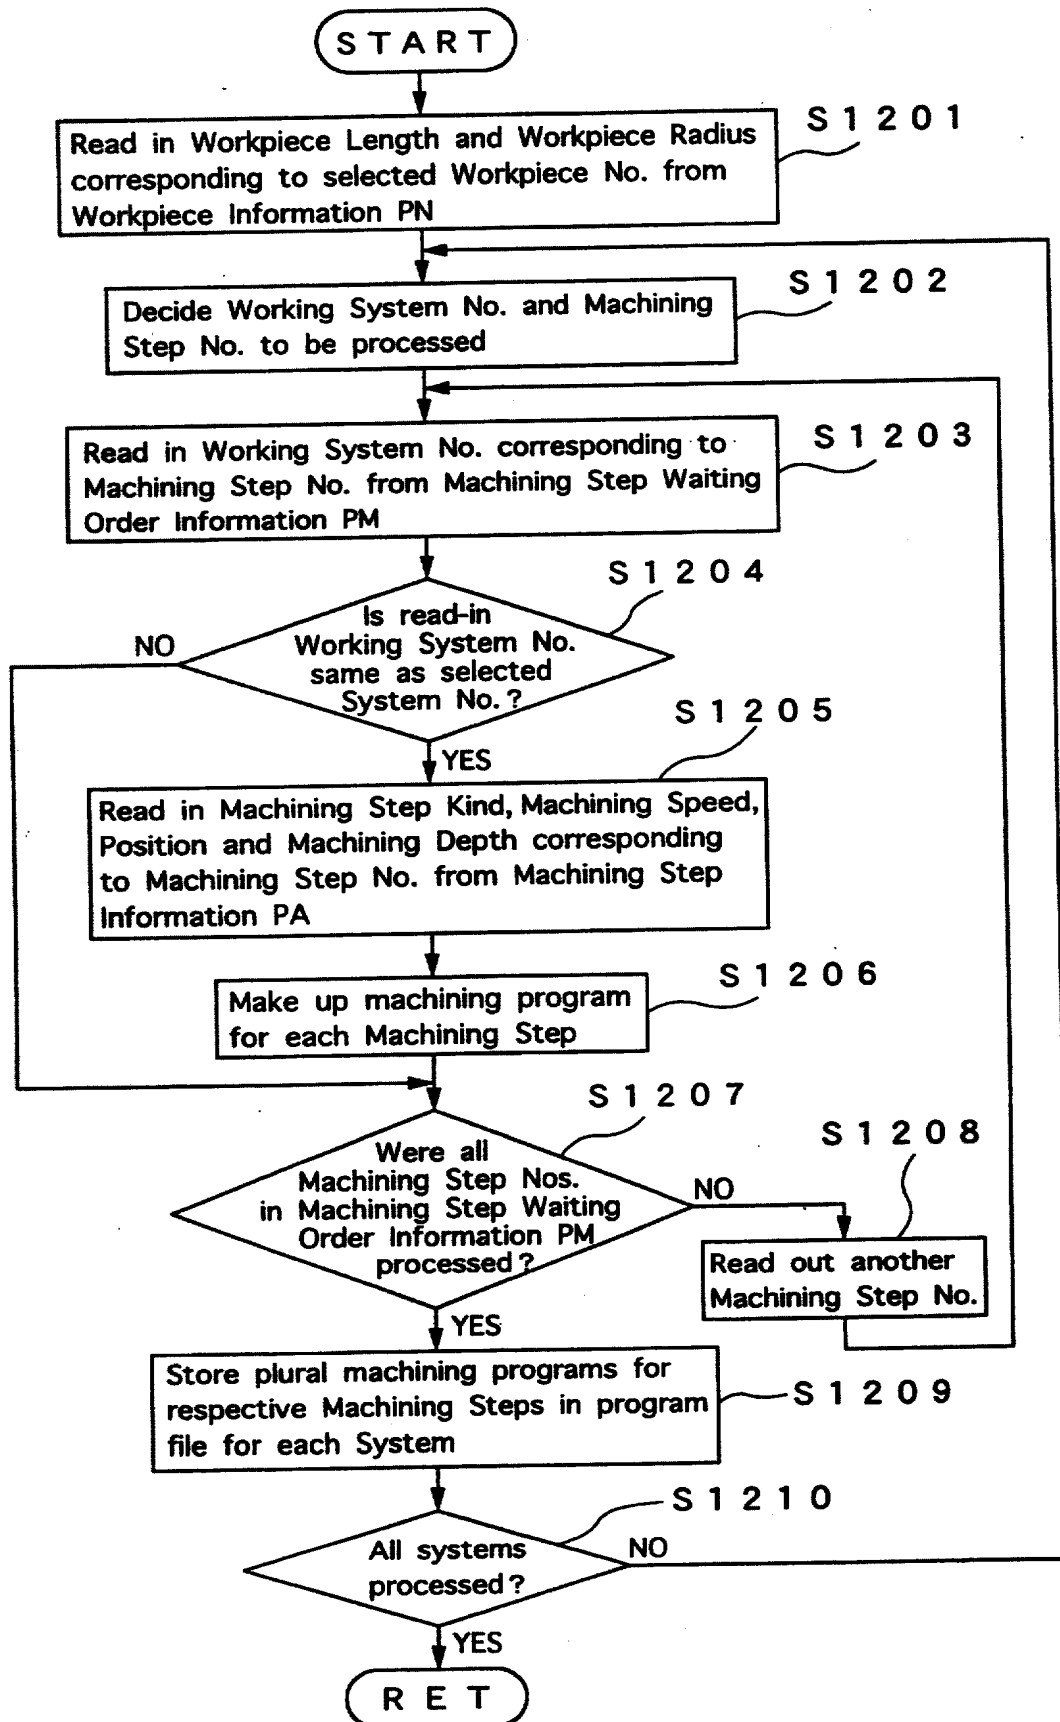 START
S1201
Read in Workpiece Length and Workpiece Radius
corresponding to selected Workpiece No. from
Workpiece Information PN
S1202
Decide Working System No. and Machining
Step No. to be processed
S1203
Read in Working System No. corresponding to
Machining Step No. from Machining Step Waiting
Order Information PM
S1204
Is read-in
Working System No.
same as selected
System No.?
NO
YES
S1205
Read in Machining Step Kind, Machining Speed,
Position and Machining Depth corresponding
to Machining Step No. from Machining Step
Information PA
S1206
Make up machining program
for each Machining Step
S1207
Were all
Machining Step Nos.
in Machining Step Waiting
Order Information PM
processed?
NO
YES
S1208
Read out another
Machining Step No.
Store plural machining programs for
respective Machining Steps in program
file for each System
S1209
S1210
All systems
processed?
NO
YES
RET